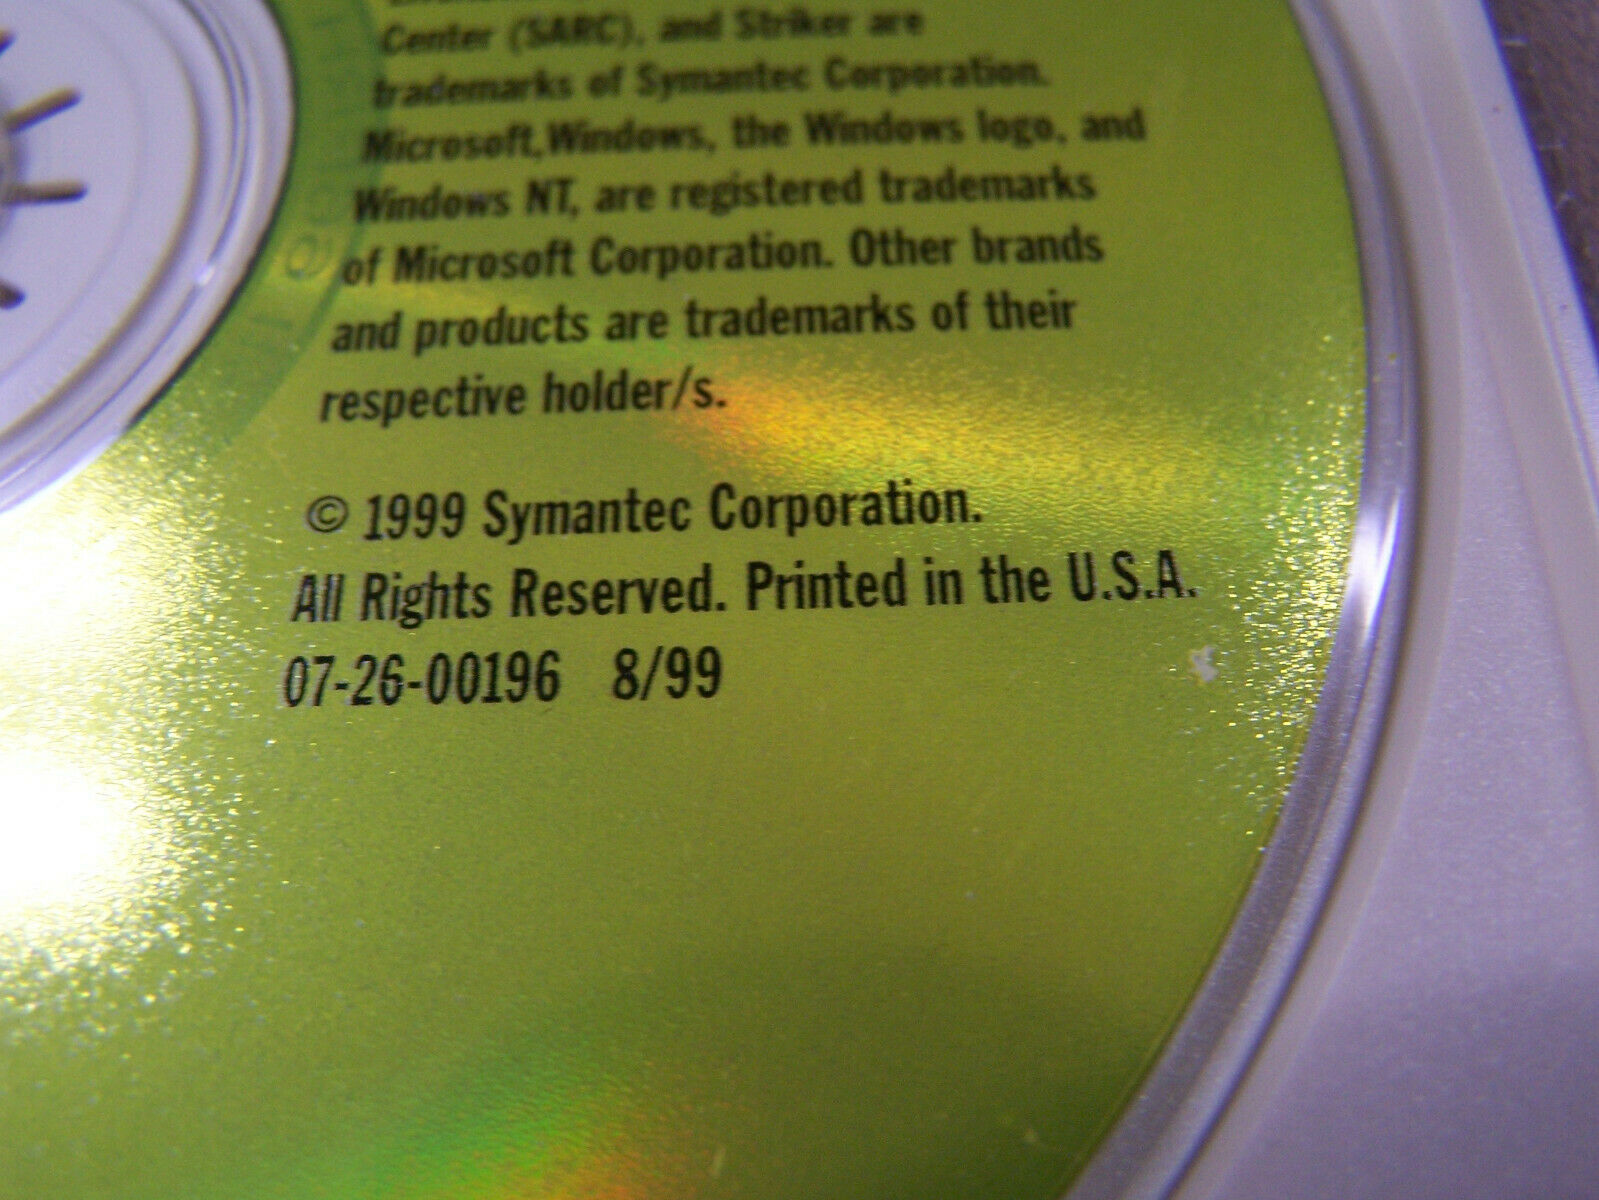 Center (SARC), and Striker are
trademarks of Symantec Corporation.
Microsoft,Windows, the Windows logo, and
Windows NT, are registered trademarks
of Microsoft Corporation. Other brands
and products are trademarks of their
respective holder/s.
© 1999 Symantec Corporation.
All Rights Reserved. Printed in the U.S.A.
07-26-00196 8/99